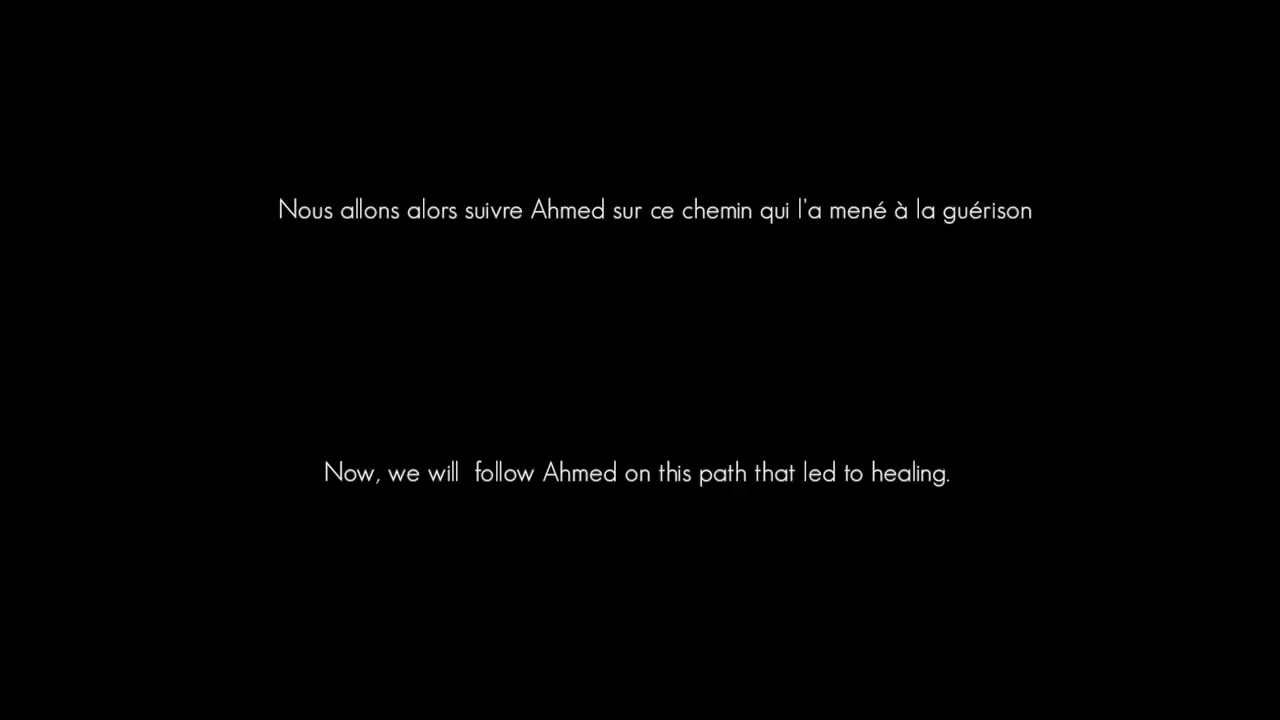 Nous allons alors suivre Ahmed sur ce chemin qui l'a mené à la guérison
Now, we will  follow Ahmed on this path that led to healing.